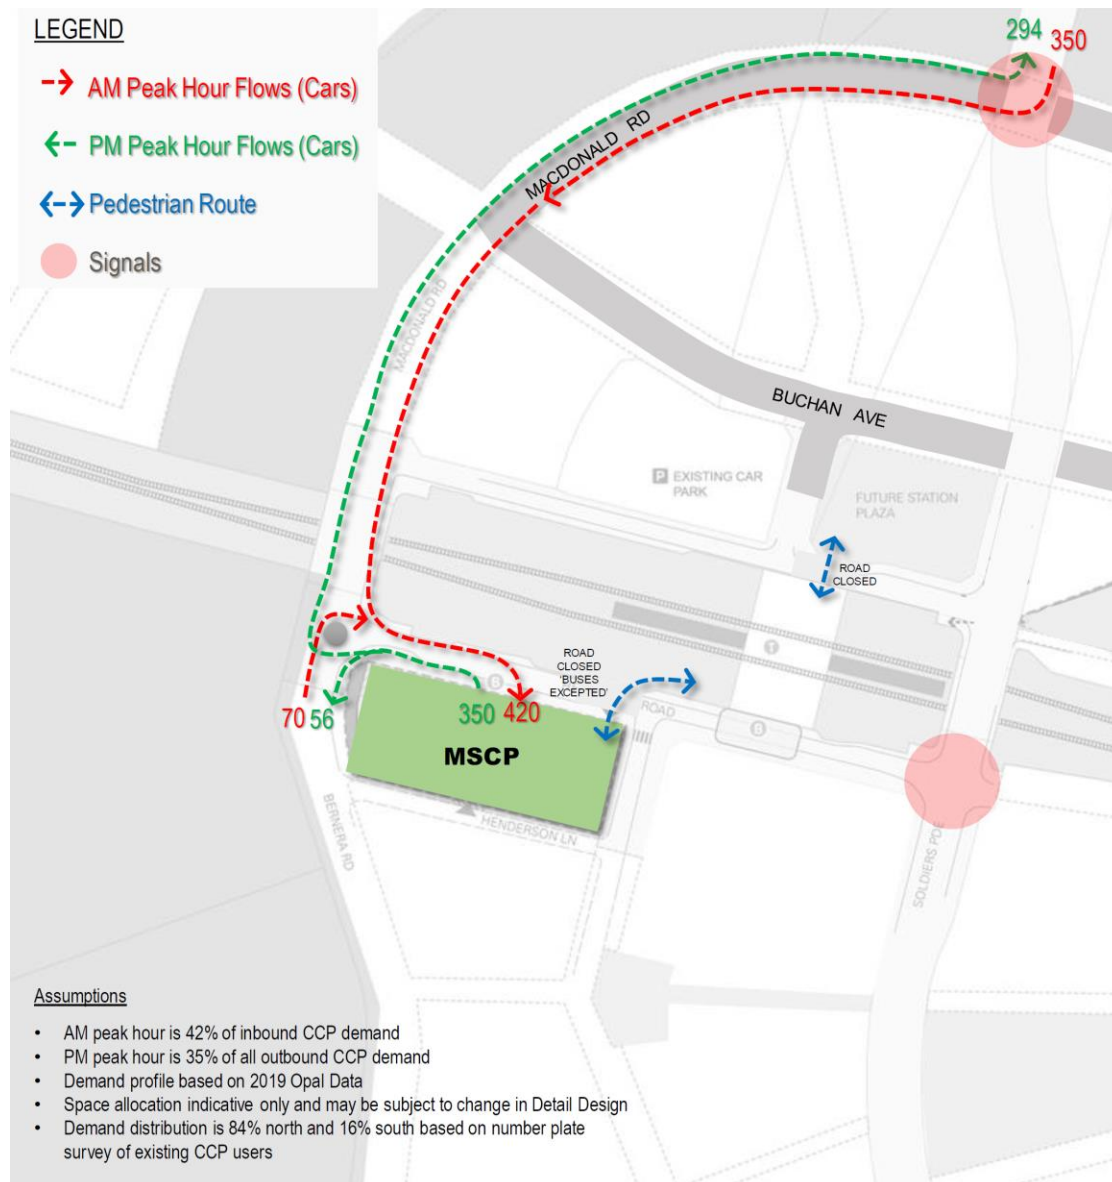 LEGEND
AM Peak Hour Flows (Cars)
PM Peak Hour Flows (Cars)
Pedestrian Route
Signals
294
350
MACDONALD RD
MACDONALD RD
BUCHAN AVE
P EXISTING CAR
PARK
FUTURE STATION
PLAZA
ROAD
CLOSED
T
ROAD
CLOSED
'BUSES
EXCEPTED'
B
ROAD
B
70 56
350 420
MSCP
HENDERSON LN
BERNERA RD
SOLDIERS PDE
Assumptions
• AM peak hour is 42% of inbound CCP demand
• PM peak hour is 35% of all outbound CCP demand
• Demand profile based on 2019 Opal Data
• Space allocation indicative only and may be subject to change in Detail Design
• Demand distribution is 84% north and 16% south based on number plate
survey of existing CCP users